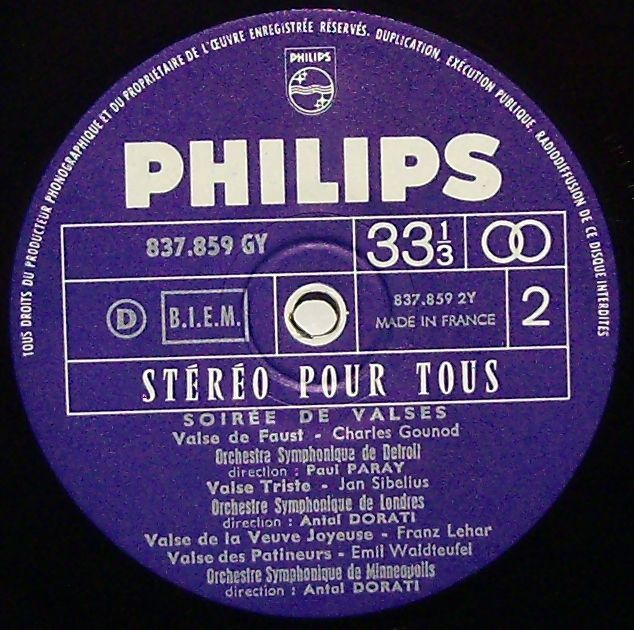 TOUS DROITS DU PRODUCTEUR PHONOGRAPHIQUE ET DU PROPRIÉTAIRE DE L'ŒUVRE ENREGISTRÉE RÉSERVÉS. DUPLICATION, EXÉCUTION PUBLIQUE, RADIODIFFUSION DE CE DISQUE INTERDITES
PHILIPS
PHILIPS
837.859 GY
33 1/3
D
B.I.E.M.
837.859 2Y
MADE IN FRANCE
2
STÉRÉO POUR TOUS
SOIRÉE DE VALSES
Valse de Faust - Charles Gounod
Orchestra Symphonique de Detroit
direction : Paul PARAY
Valse Triste - Jan Sibelius
Orchestre Symphonique de Londres
direction : Antal DORATI
Valse de la Veuve Joyeuse - Franz Lehar
Valse des Patineurs - Emil Waldteufel
Orchestre Symphonique de Minneapolis
direction : Antal DORATI